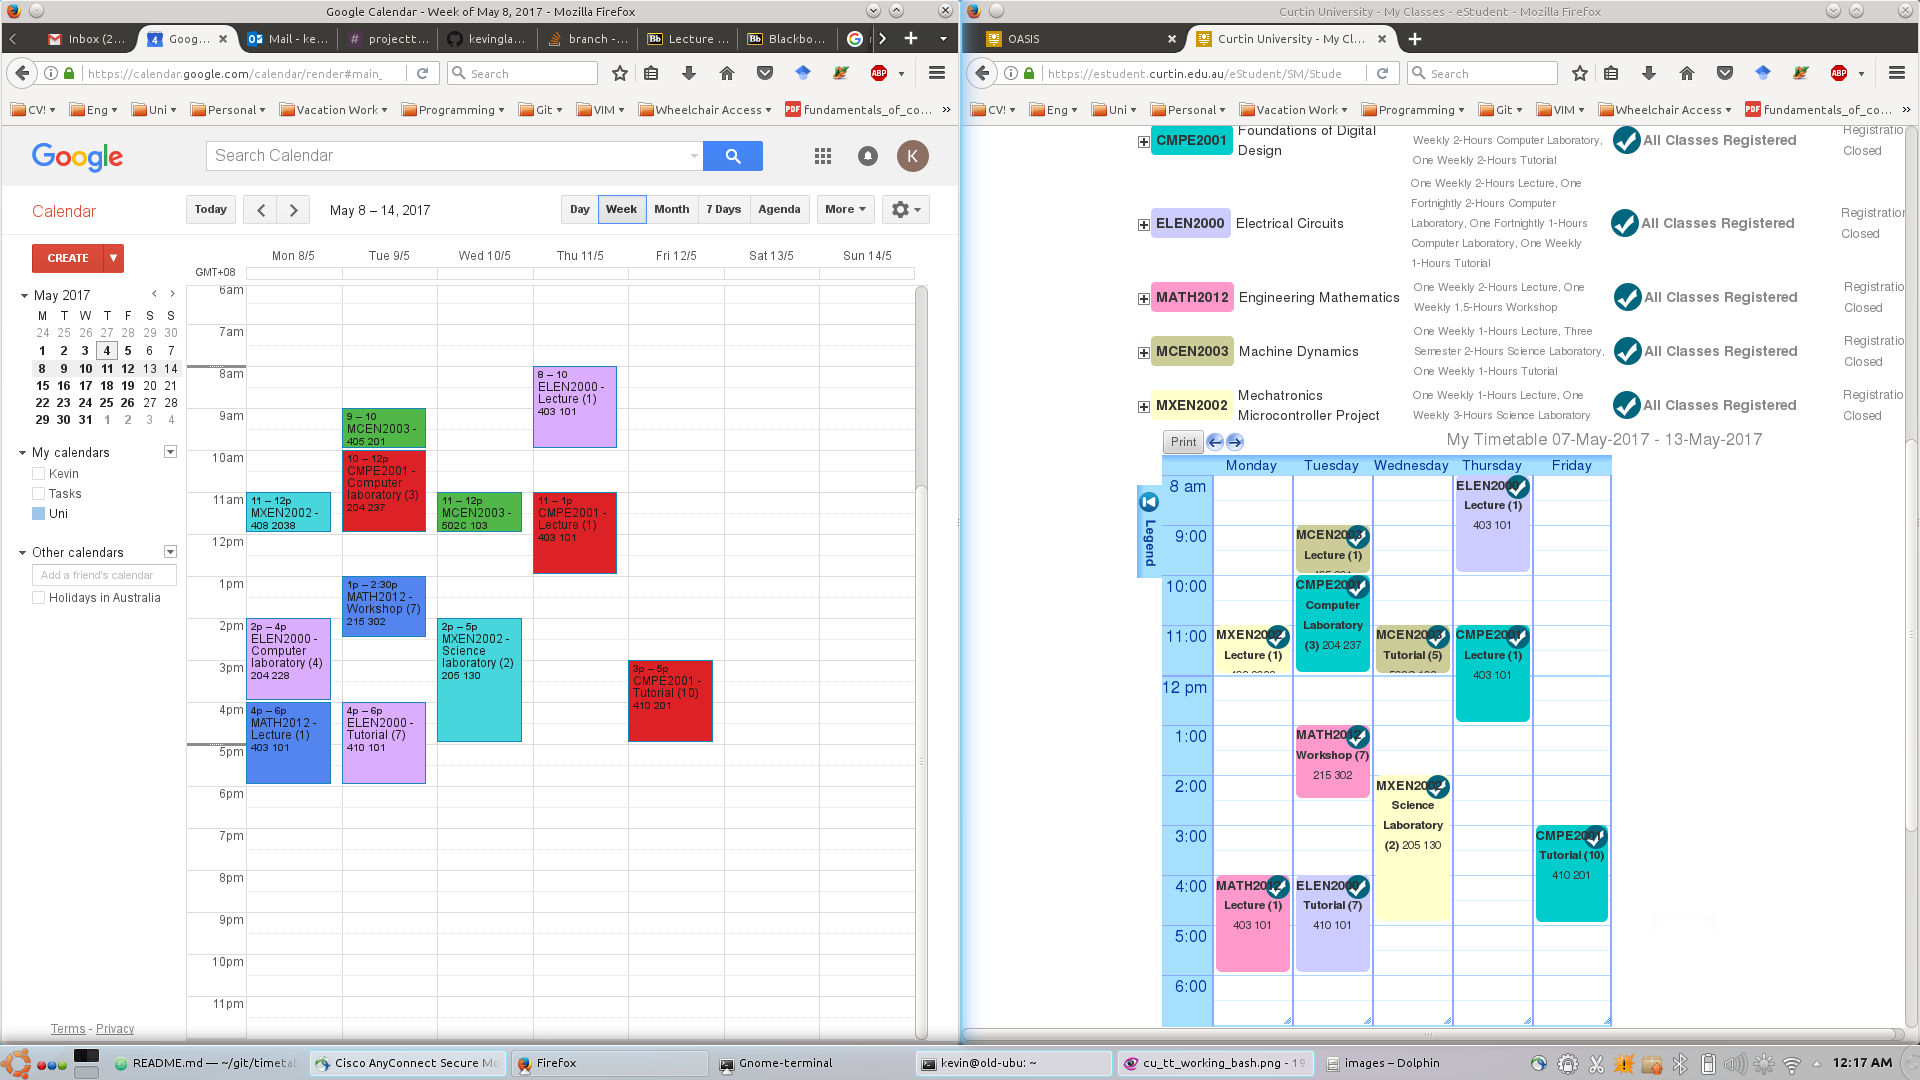 Google Calendar - Week of May 8, 2017 - Mozilla Firefox
Inbox (2...
Goog...
Mail - ke...
projectt...
kevingla...
branch -...
Lecture ...
Blackbo...
https://calendar.google.com/calendar/render#main_
Search
CV!
Eng
Uni
Personal
Vacation Work
Programming
Git
VIM
Wheelchair Access
fundamentals_of_co...
Google
Search Calendar
K
Calendar
Today
May 8 – 14, 2017
Day
Week
Month
7 Days
Agenda
More
CREATE
May 2017
M T W T F S S
24 25 26 27 28 29 30
1 2 3 4 5 6 7
8 9 10 11 12 13 14
15 16 17 18 19 20 21
22 23 24 25 26 27 28
29 30 31 1 2 3 4
My calendars
Kevin
Tasks
Uni
Other calendars
Add a friend's calendar
Holidays in Australia
Terms - Privacy
Mon 8/5
Tue 9/5
Wed 10/5
Thu 11/5
Fri 12/5
Sat 13/5
Sun 14/5
GMT+08
6am
7am
8am
9am
10am
11am
12pm
1pm
2pm
3pm
4pm
5pm
6pm
7pm
8pm
9pm
10pm
11pm
11 – 12p
MXEN2002 -
408 2038
2p – 4p
ELEN2000 -
Computer
laboratory (4)
204 228
4p – 6p
MATH2012 -
Lecture (1)
403 101
9 – 10
MCEN2003 -
405 201
10 – 12p
CMPE2001 -
Computer
laboratory (3)
204 237
1p – 2:30p
MATH2012 -
Workshop (7)
215 302
4p – 6p
ELEN2000 -
Tutorial (7)
410 101
11 – 12p
MCEN2003 -
502C 103
2p – 5p
MXEN2002 -
Science
laboratory (2)
205 130
8 – 10
ELEN2000 -
Lecture (1)
403 101
11 – 1p
CMPE2001 -
Lecture (1)
403 101
3p – 5p
CMPE2001 -
Tutorial (10)
410 201
Curtin University - My Classes - eStudent - Mozilla Firefox
OASIS
Curtin University - My Cl...
https://estudent.curtin.edu.au/eStudent/SM/Stude
Search
CV!
Eng
Uni
Personal
Vacation Work
Programming
Git
VIM
Wheelchair Access
fundamentals_of_co...
CMPE2001
Foundations of Digital
Design
Weekly 2-Hours Computer Laboratory,
One Weekly 2-Hours Tutorial
All Classes Registered
Registratio
Closed
ELEN2000
Electrical Circuits
One Weekly 2-Hours Lecture, One
Fortnightly 2-Hours Computer
Laboratory, One Fortnightly 1-Hours
Computer Laboratory, One Weekly
1-Hours Tutorial
All Classes Registered
Registration
Closed
MATH2012
Engineering Mathematics
One Weekly 2-Hours Lecture, One
Weekly 1.5-Hours Workshop
All Classes Registered
Registratio
Closed
MCEN2003
Machine Dynamics
One Weekly 1-Hours Lecture, Three
Semester 2-Hours Science Laboratory,
One Weekly 1-Hours Tutorial
All Classes Registered
Registratio
Closed
MXEN2002
Mechatronics
Microcontroller Project
One Weekly 1-Hours Lecture, One
Weekly 3-Hours Science Laboratory
All Classes Registered
Registratio
Closed
Print
My Timetable 07-May-2017 - 13-May-2017
Legend
Monday
Tuesday
Wednesday
Thursday
Friday
8 am
9:00
10:00
11:00
12 pm
1:00
2:00
3:00
4:00
5:00
6:00
MXEN2002
Lecture (1)
MATH2012
Lecture (1)
403 101
MCEN2003
Lecture (1)
CMPE2001
Computer
Laboratory
(3) 204 237
MATH2012
Workshop (7)
215 302
ELEN2000
Tutorial (7)
410 101
MCEN2003
Tutorial (5)
MXEN2002
Science
Laboratory
(2) 205 130
ELEN2000
Lecture (1)
403 101
CMPE2001
Lecture (1)
403 101
CMPE2001
Tutorial (10)
410 201
README.md — ~/git/timetab
Cisco AnyConnect Secure Mo
Firefox
Gnome-terminal
kevin@old-ubu: ~
cu_tt_working_bash.png - 19
images – Dolphin
12:17 AM